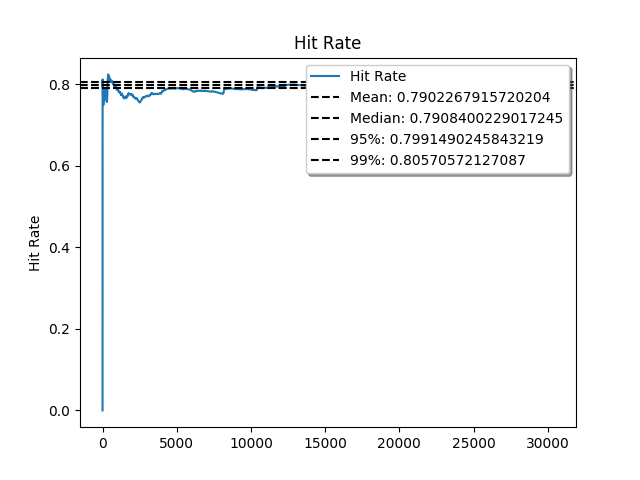 Hit Rate
Hit Rate
Mean: 0.7902267915720204
Median: 0.7908400229017245
95%: 0.7991490245843219
99%: 0.80570572127087
Hit Rate
0.8
0.6
0.4
0.2
0.0
0
5000
10000
15000
20000
25000
30000